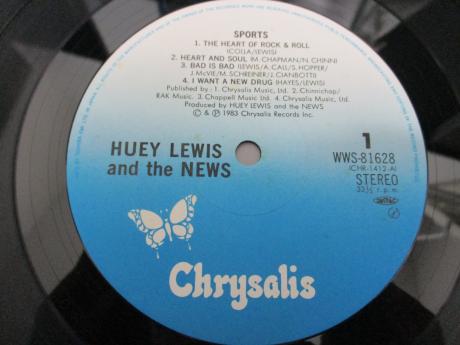 SPORTS
1. THE HEART OF ROCK & ROLL
(COLLA/LEWIS)
2. HEART AND SOUL (M. CHAPMAN/N. CHINN)
3. BAD IS BAD (LEWIS/A. CALL/S. HOPPER/
J. McVIE/M. SCHREINER/J. CIANBOTTI)
4. I WANT A NEW DRUG (HAYES/LEWIS)
Published by : 1. Chrysalis Music, Ltd. 2. Chinnichap/
RAK Music. 3. Chappell Music Ltd. 4. Chrysalis Music, Ltd.
Produced by HUEY LEWIS and the NEWS
© & ℗ 1983 Chrysalis Records Inc.
HUEY LEWIS
and the NEWS
1
WWS-81628
(CHR-1412-A)
STEREO
33⅓ r. p. m.
Chrysalis